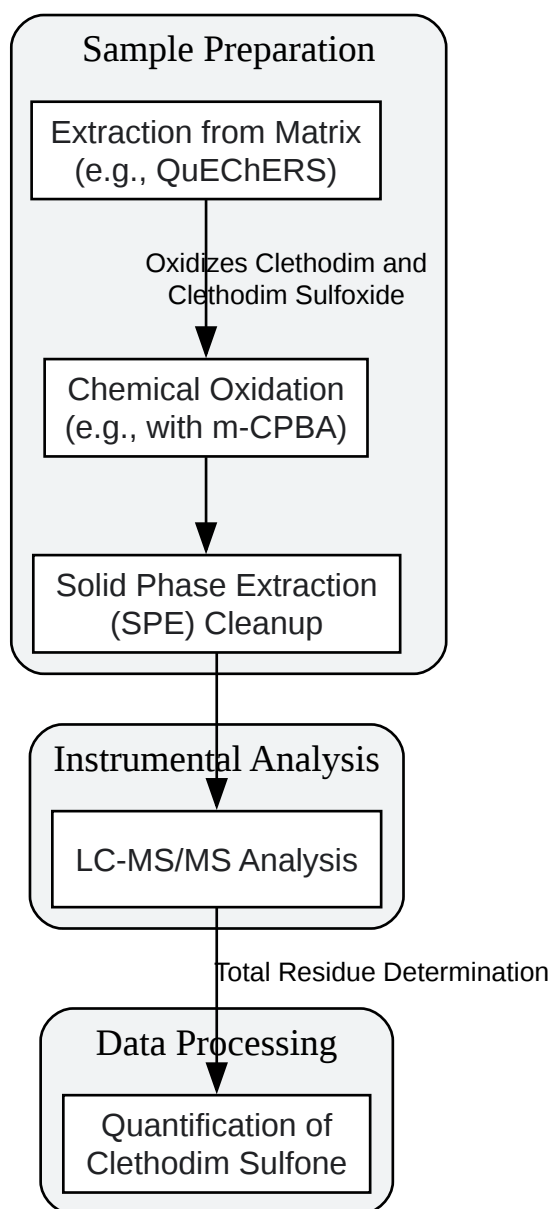 Sample Preparation
Extraction from Matrix
(e.g., QuEChERS)
Oxidizes Clethodim and
Clethodim Sulfoxide
Chemical Oxidation
(e.g., with m-CPBA)
Solid Phase Extraction
(SPE) Cleanup
Instrumental Analysis
LC-MS/MS Analysis
Total Residue Determination
Data Processing
Quantification of
Clethodim Sulfone